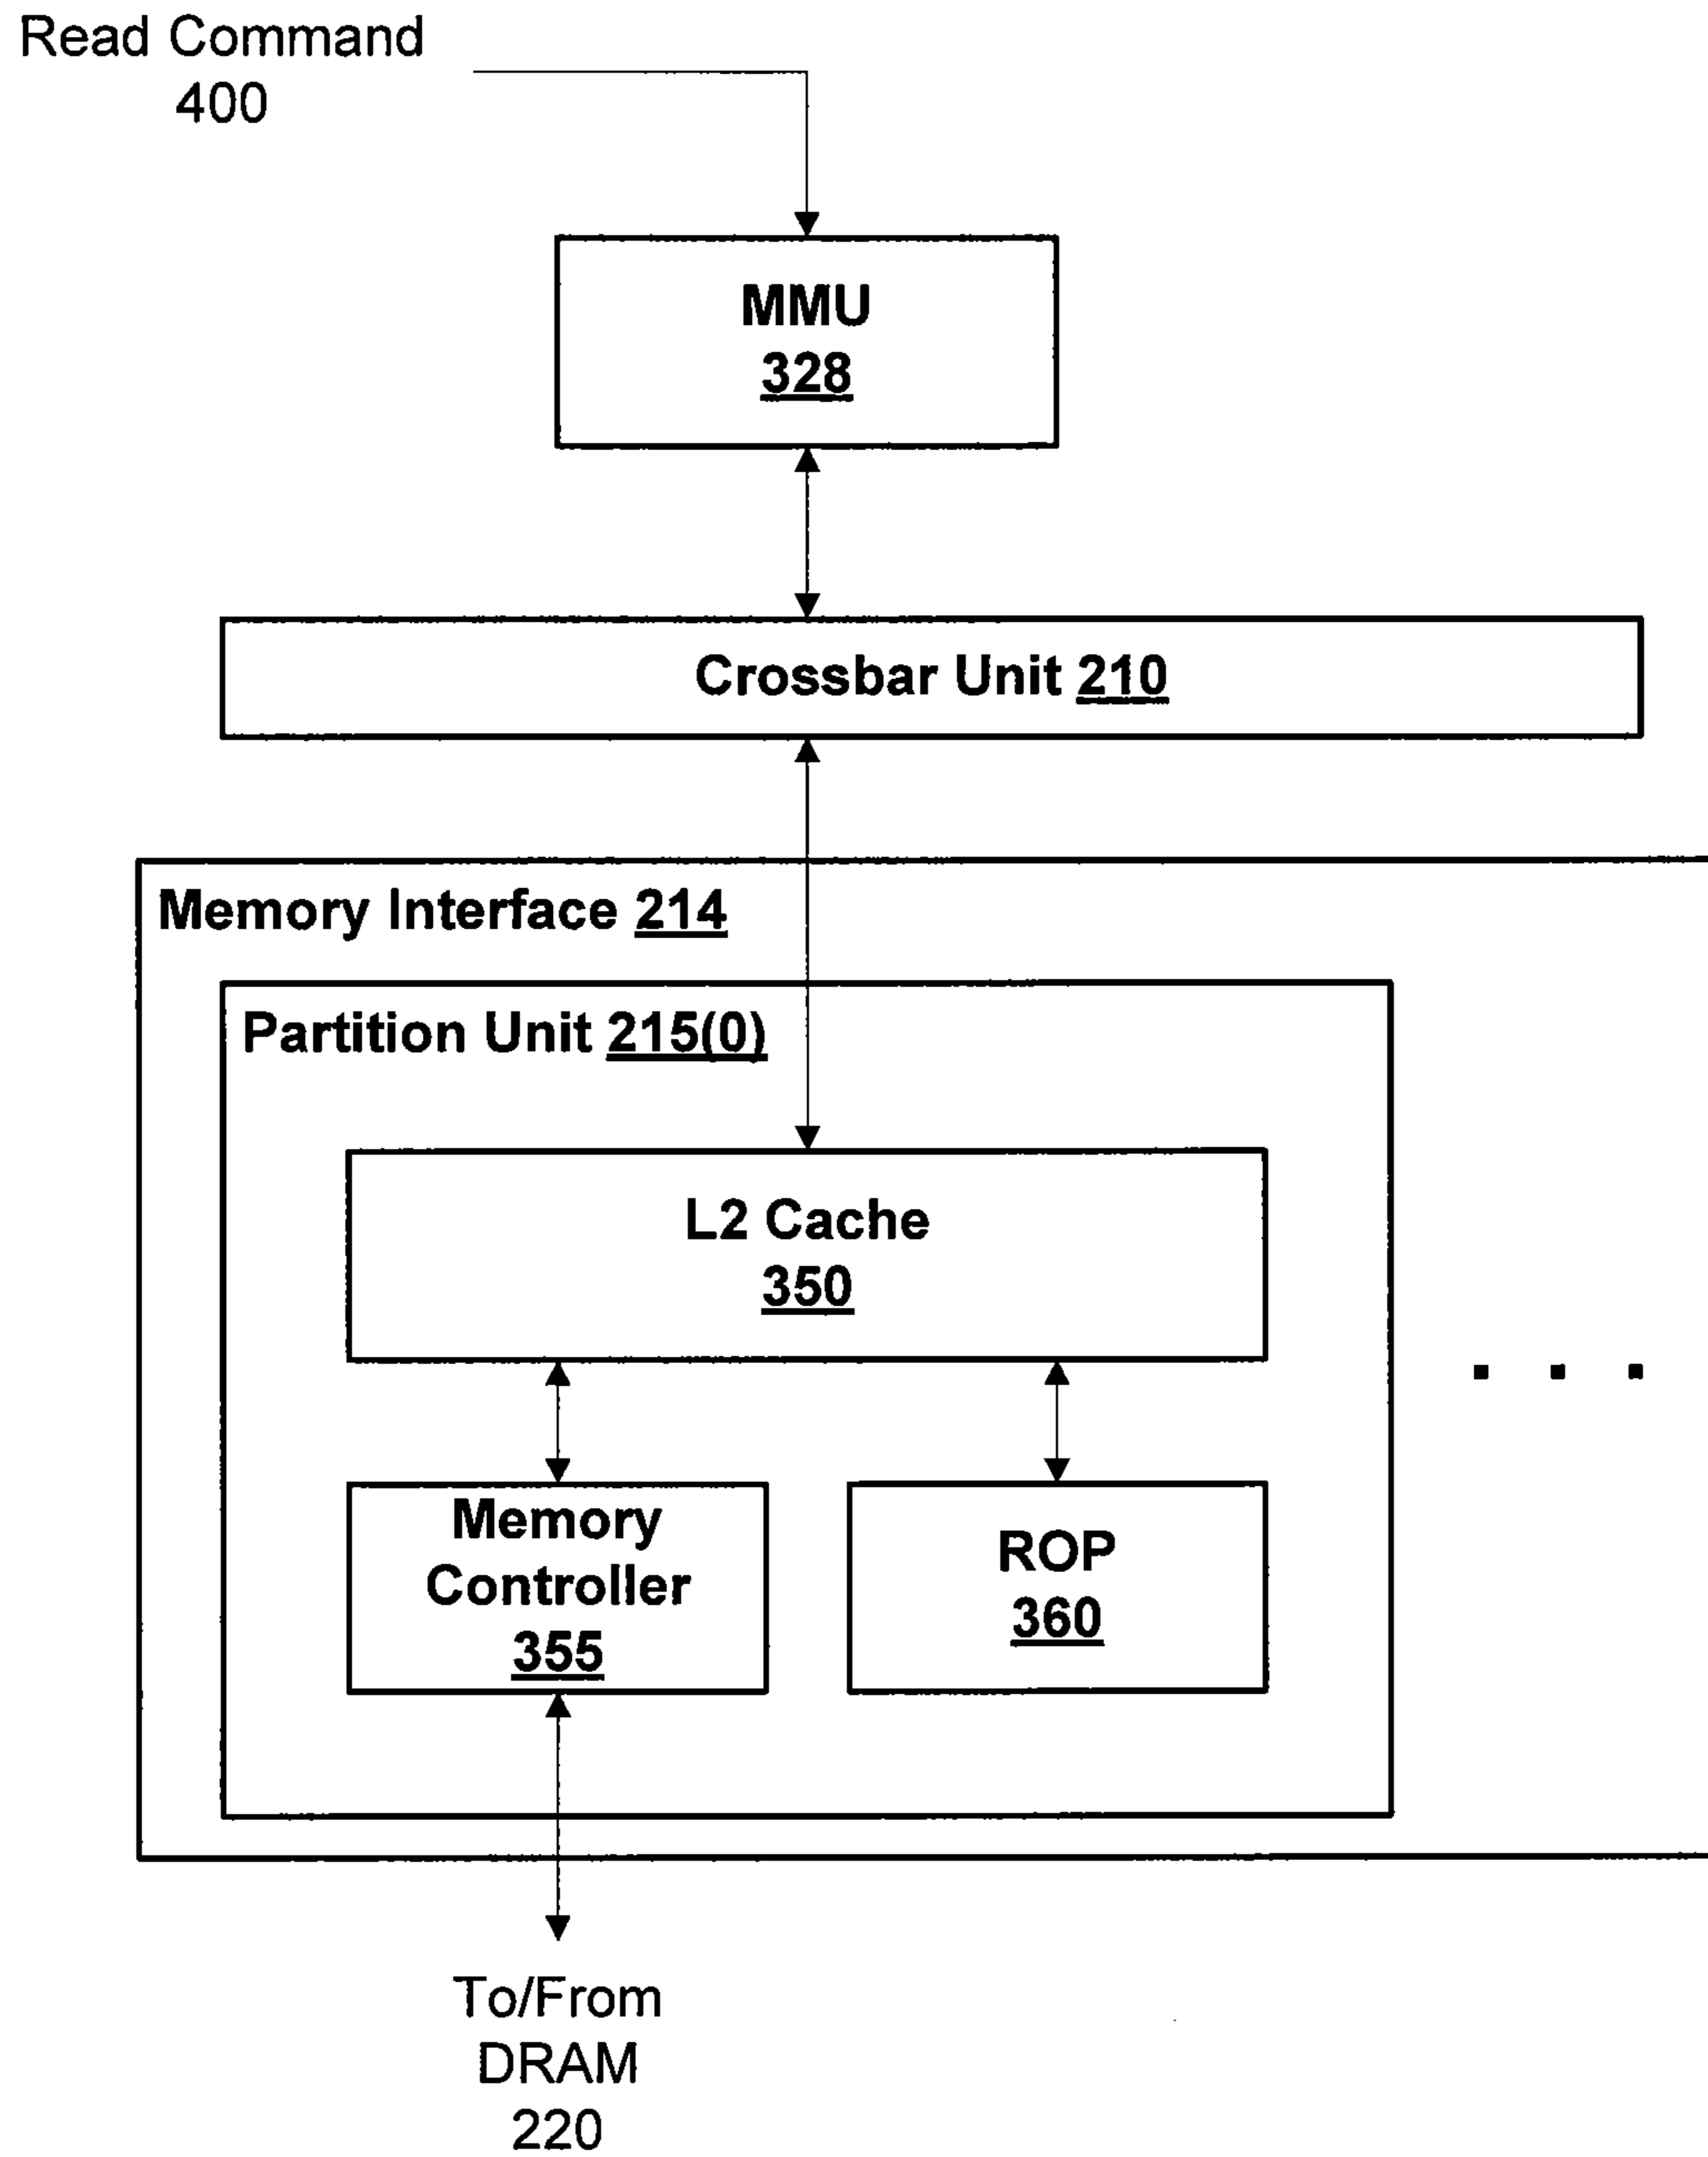 Read Command
400
MMU
328
Crossbar Unit 210
Memory Interface 214
Partition Unit 215(0)
L2 Cache
350
Memory
Controller
355
ROP
360
To/From
DRAM
220